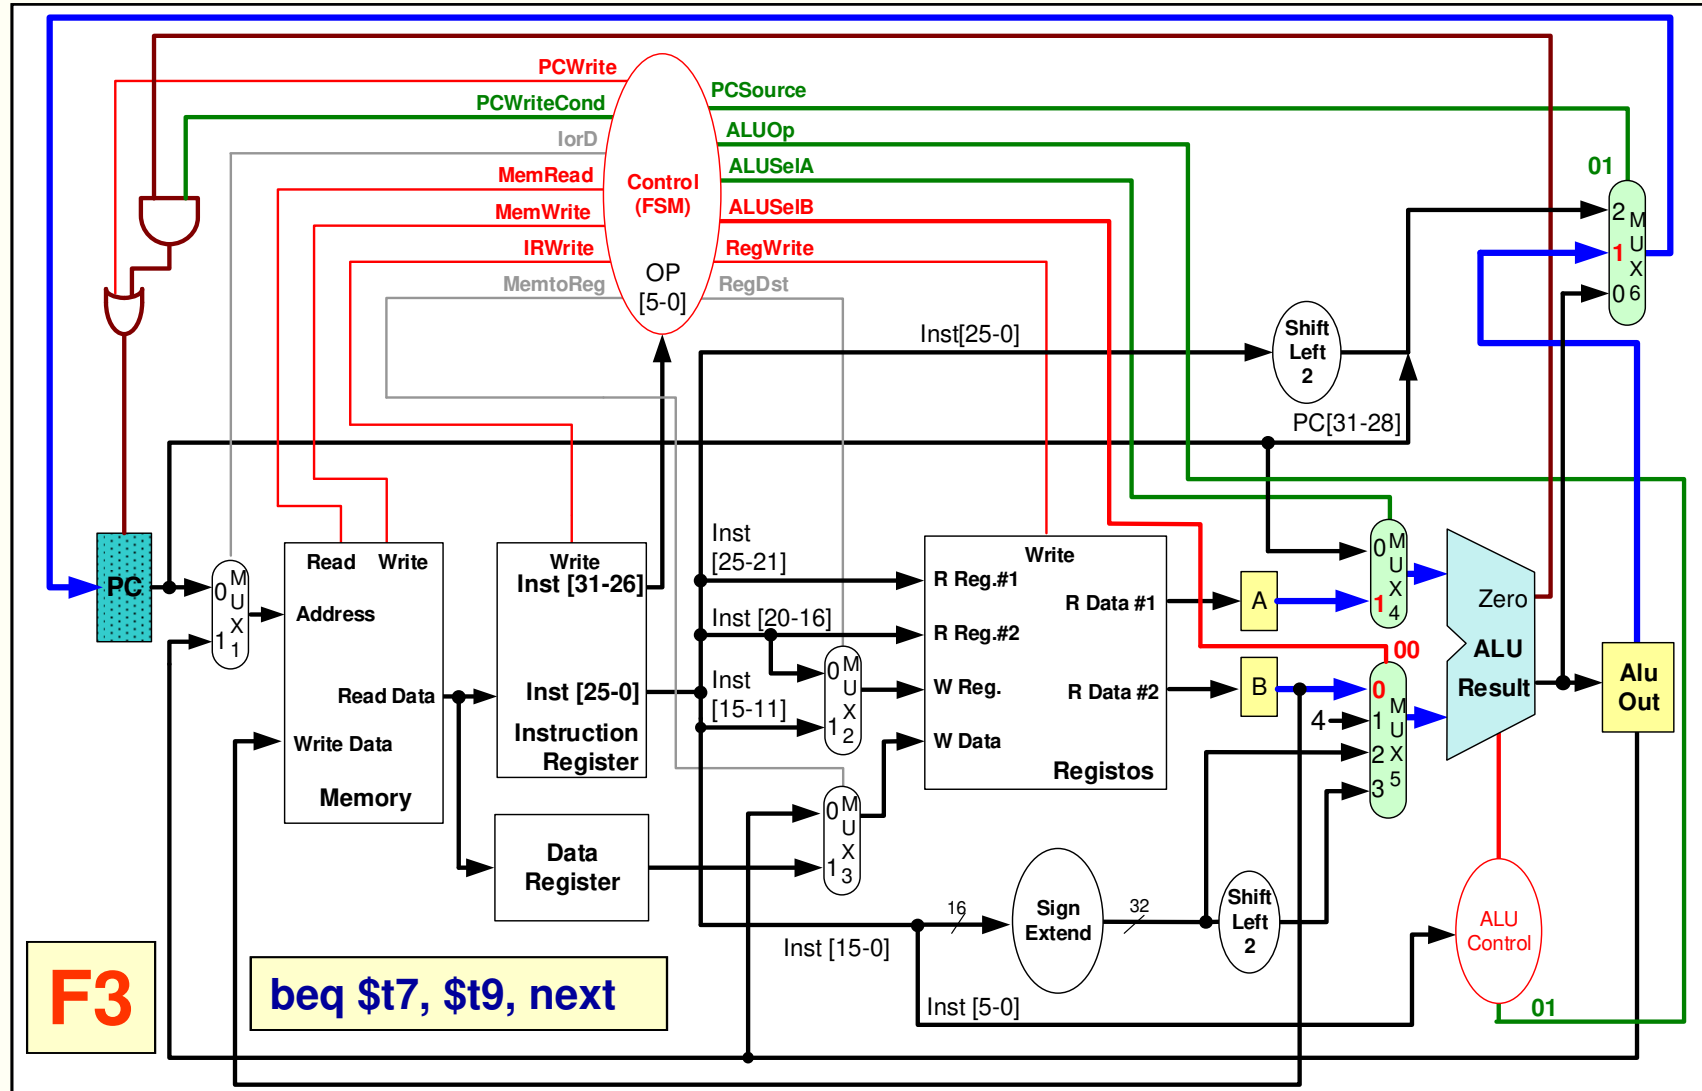 PCWrite
PCWriteCond
IorD
MemRead
MemWrite
IRWrite
MemtoReg
Control
(FSM)
OP
[5-0]
PCSource
ALUOp
ALUSelA
ALUSelB
RegWrite
RegDst
01
2
1
0
M
U
X
6
Inst[25-0]
Shift
Left
2
PC[31-28]
PC
0
1
M
U
X
1
Read Write
Address
Read Data
Write Data
Memory
Write
Inst [31-26]
Inst [25-0]
Instruction
Register
Data
Register
Inst
[25-21]
Inst [20-16]
Inst
[15-11]
0
1
M
U
X
2
0
1
M
U
X
3
Write
R Reg.#1
R Data #1
R Reg.#2
W Reg.
R Data #2
W Data
Registos
A
B
0
1
M
U
X
4
00
0
4
1
2
3
M
U
X
5
Zero
ALU
Result
Alu
Out
Inst [15-0]
16
Sign
Extend
32
Shift
Left
2
ALU
Control
Inst [5-0]
01
F3
beq $t7, $t9, next